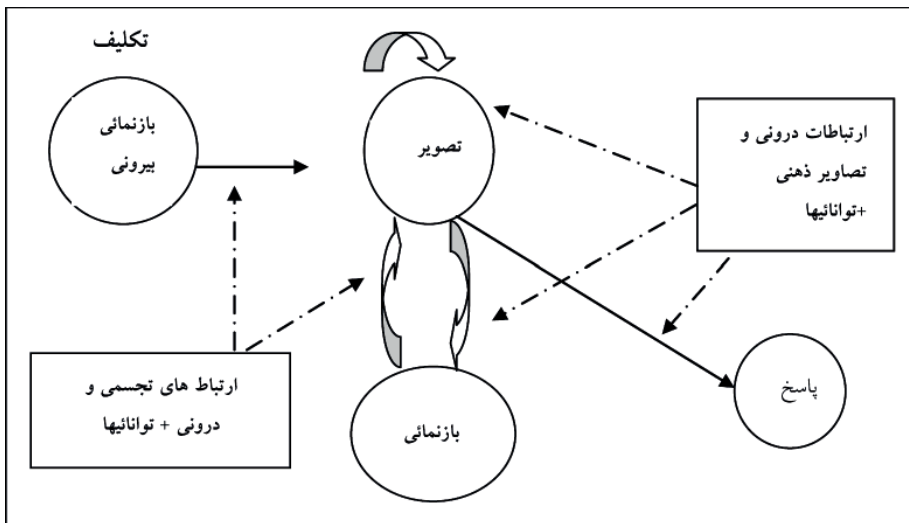 تکلیف
بازنمائی
بیرونی
تصویر
ارتباطات درونی و
تصاویر ذهنی
+توانائیها
ارتباط های تجسمی و
درونی + توانائیها
بازنمائی
پاسخ